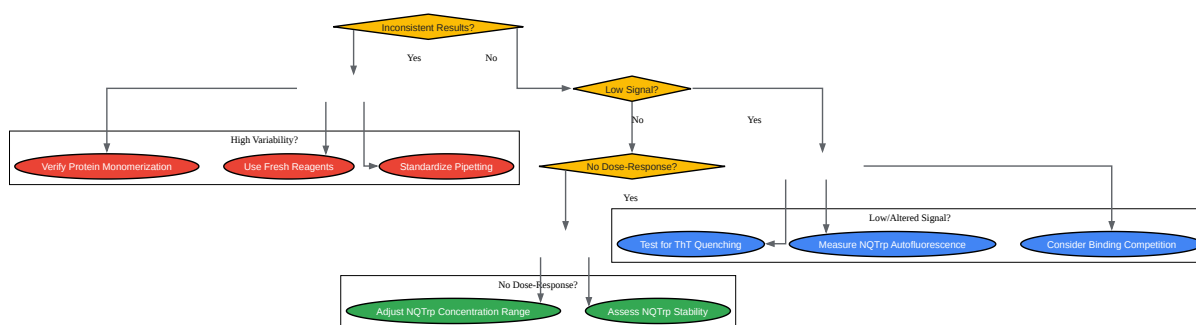 Inconsistent Results?
Yes
No
Low Signal?
No
Yes
High Variability?
Verify Protein Monomerization
Use Fresh Reagents
Standardize Pipetting
No Dose-Response?
Yes
Low/Altered Signal?
Test for ThT Quenching
Measure NQTrp Autofluorescence
Consider Binding Competition
No Dose-Response?
Adjust NQTrp Concentration Range
Assess NQTrp Stability